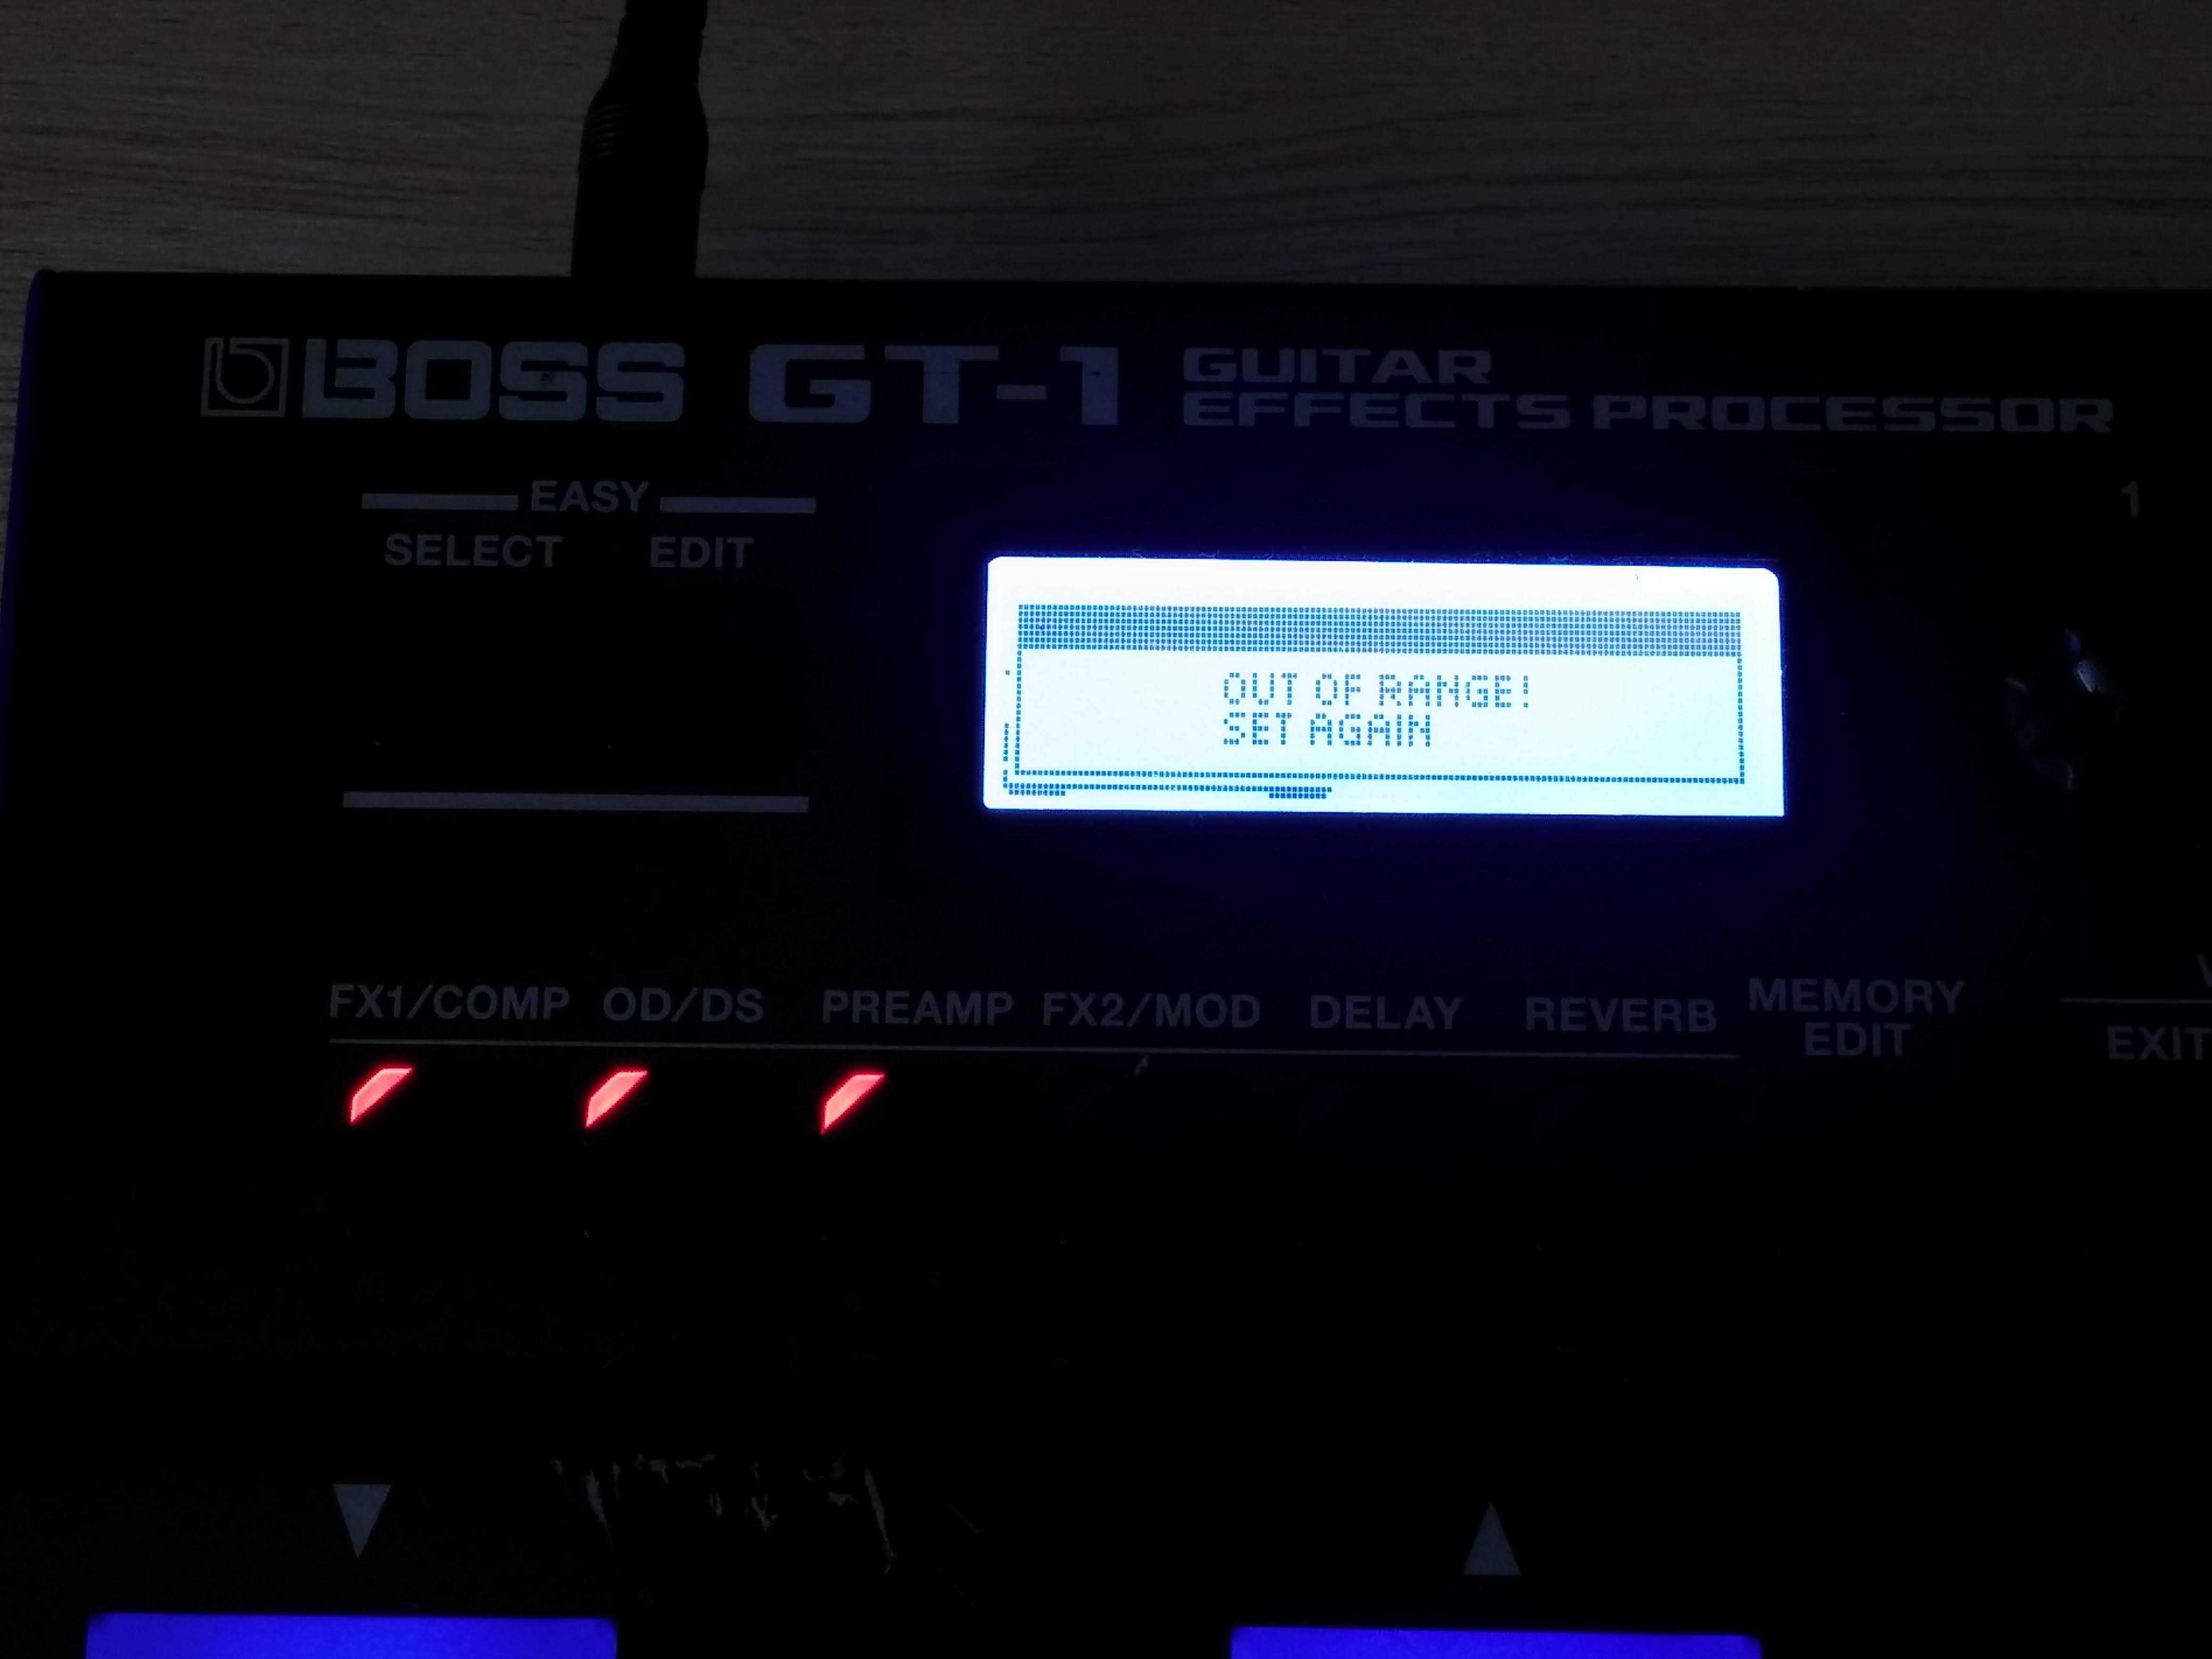 BOSS GT-1 GUITAR
EFFECTS PROCESSOR
EASY
SELECT EDIT
1
OUT OF RANGE!
SET AGAIN
FX1/COMP OD/DS PREAMP FX2/MOD DELAY REVERB MEMORY
EDIT
EXIT